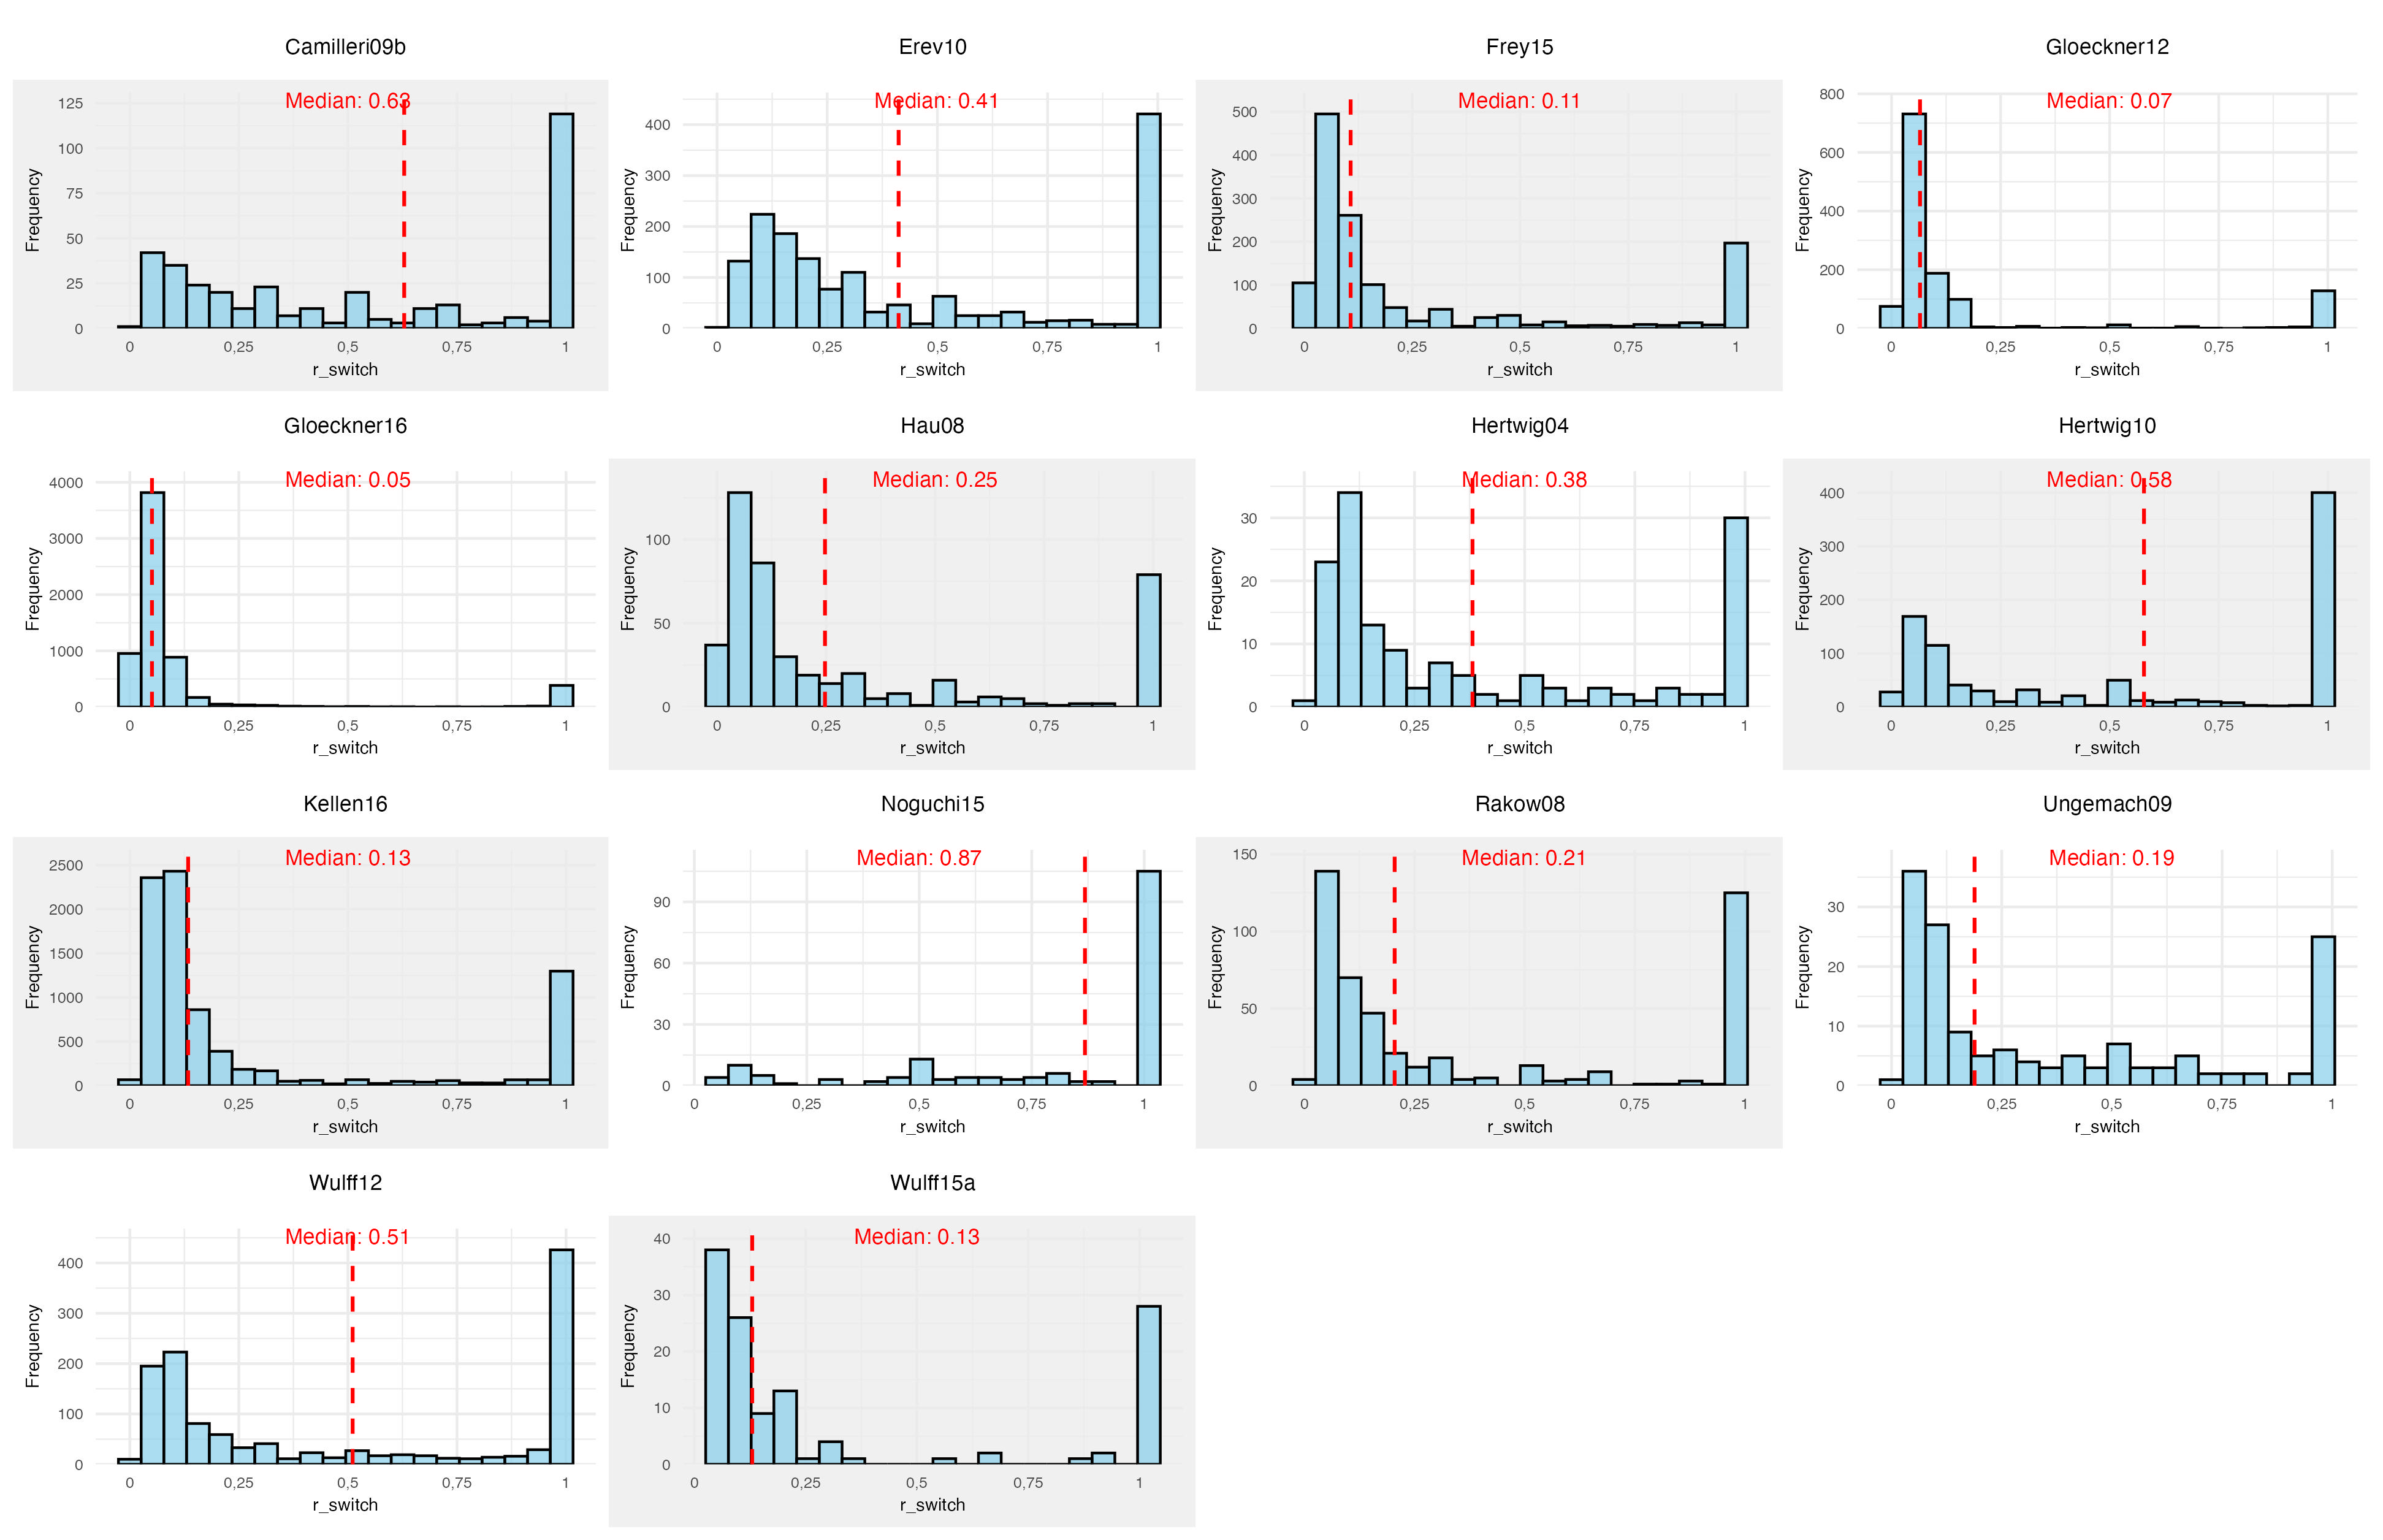 Camilleri09b
Median: 0.63
125
100
75
50
25
0
Frequency
0 0,25 0,5 0,75 1
r_switch
Erev10
Median: 0.41
400
300
200
100
0
Frequency
0 0,25 0,5 0,75 1
r_switch
Frey15
Median: 0.11
500
400
300
200
100
0
Frequency
0 0,25 0,5 0,75 1
r_switch
Gloeckner12
Median: 0.07
800
600
400
200
0
Frequency
0 0,25 0,5 0,75 1
r_switch
Gloeckner16
Median: 0.05
4000
3000
2000
1000
0
Frequency
0 0,25 0,5 0,75 1
r_switch
Hau08
Median: 0.25
100
50
0
Frequency
0 0,25 0,5 0,75 1
r_switch
Hertwig04
Median: 0.38
30
20
10
0
Frequency
0 0,25 0,5 0,75 1
r_switch
Hertwig10
Median: 0.58
400
300
200
100
0
Frequency
0 0,25 0,5 0,75 1
r_switch
Kellen16
Median: 0.13
2500
2000
1500
1000
500
0
Frequency
0 0,25 0,5 0,75 1
r_switch
Noguchi15
Median: 0.87
90
60
30
0
Frequency
0 0,25 0,5 0,75 1
r_switch
Rakow08
Median: 0.21
150
100
50
0
Frequency
0 0,25 0,5 0,75 1
r_switch
Ungemach09
Median: 0.19
30
20
10
0
Frequency
0 0,25 0,5 0,75 1
r_switch
Wulff12
Median: 0.51
400
300
200
100
0
Frequency
0 0,25 0,5 0,75 1
r_switch
Wulff15a
Median: 0.13
40
30
20
10
0
Frequency
0 0,25 0,5 0,75 1
r_switch